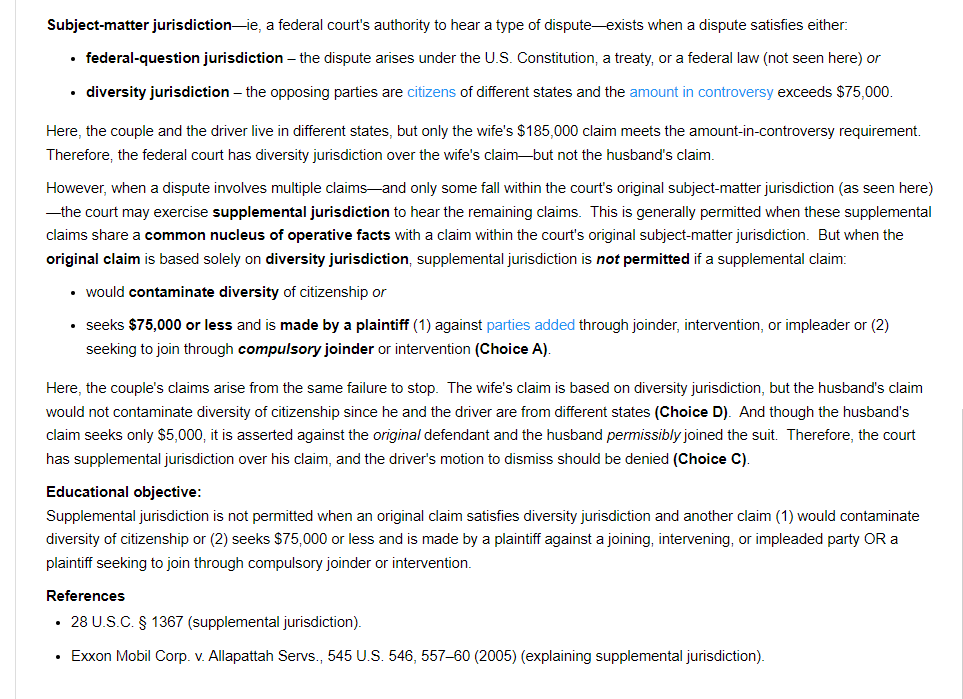 Subject-matter jurisdiction—ie, a federal court's authority to hear a type of dispute—exists when a dispute satisfies either:
• federal-question jurisdiction – the dispute arises under the U.S. Constitution, a treaty, or a federal law (not seen here) or
• diversity jurisdiction – the opposing parties are citizens of different states and the amount in controversy exceeds $75,000.
Here, the couple and the driver live in different states, but only the wife's $185,000 claim meets the amount-in-controversy requirement.
Therefore, the federal court has diversity jurisdiction over the wife's claim—but not the husband's claim.
However, when a dispute involves multiple claims—and only some fall within the court's original subject-matter jurisdiction (as seen here)
—the court may exercise supplemental jurisdiction to hear the remaining claims. This is generally permitted when these supplemental
claims share a common nucleus of operative facts with a claim within the court's original subject-matter jurisdiction. But when the
original claim is based solely on diversity jurisdiction, supplemental jurisdiction is not permitted if a supplemental claim:
• would contaminate diversity of citizenship or
• seeks $75,000 or less and is made by a plaintiff (1) against parties added through joinder, intervention, or impleader or (2)
seeking to join through compulsory joinder or intervention (Choice A).
Here, the couple's claims arise from the same failure to stop. The wife's claim is based on diversity jurisdiction, but the husband's claim
would not contaminate diversity of citizenship since he and the driver are from different states (Choice D). And though the husband's
claim seeks only $5,000, it is asserted against the original defendant and the husband permissibly joined the suit. Therefore, the court
has supplemental jurisdiction over his claim, and the driver's motion to dismiss should be denied (Choice C).
Educational objective:
Supplemental jurisdiction is not permitted when an original claim satisfies diversity jurisdiction and another claim (1) would contaminate
diversity of citizenship or (2) seeks $75,000 or less and is made by a plaintiff against a joining, intervening, or impleaded party OR a
plaintiff seeking to join through compulsory joinder or intervention.
References
• 28 U.S.C. § 1367 (supplemental jurisdiction).
• Exxon Mobil Corp. v. Allapattah Servs., 545 U.S. 546, 557–60 (2005) (explaining supplemental jurisdiction).